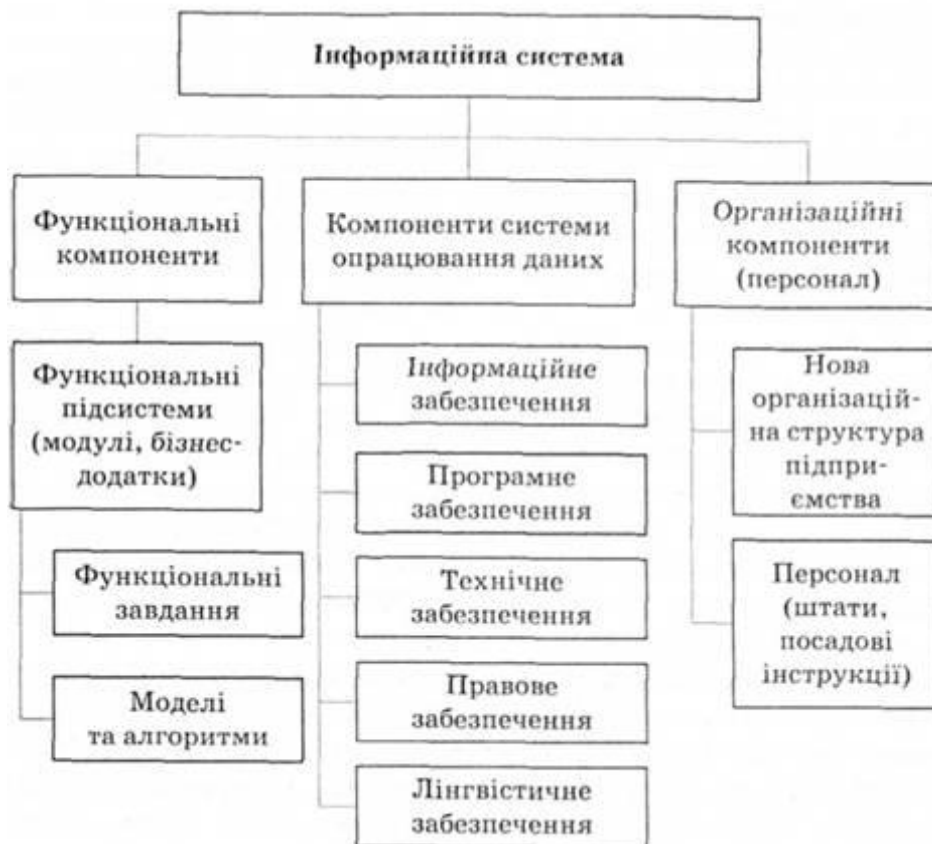 Інформаційна система
Функціональні
компоненти
Компоненти системи
опрацювання даних
Організаційні
компоненти
(персонал)
Функціональні
підсистеми
(модулі, бізнес-
додатки)
Функціональні
завдання
Моделі
та алгоритми
Інформаційне
забезпечення
Програмне
забезпечення
Технічне
забезпечення
Правове
забезпечення
Лінгвістичне
забезпечення
Нова
організацій-
на структура
підпри-
ємства
Персонал
(штати,
посадові
інструкції)